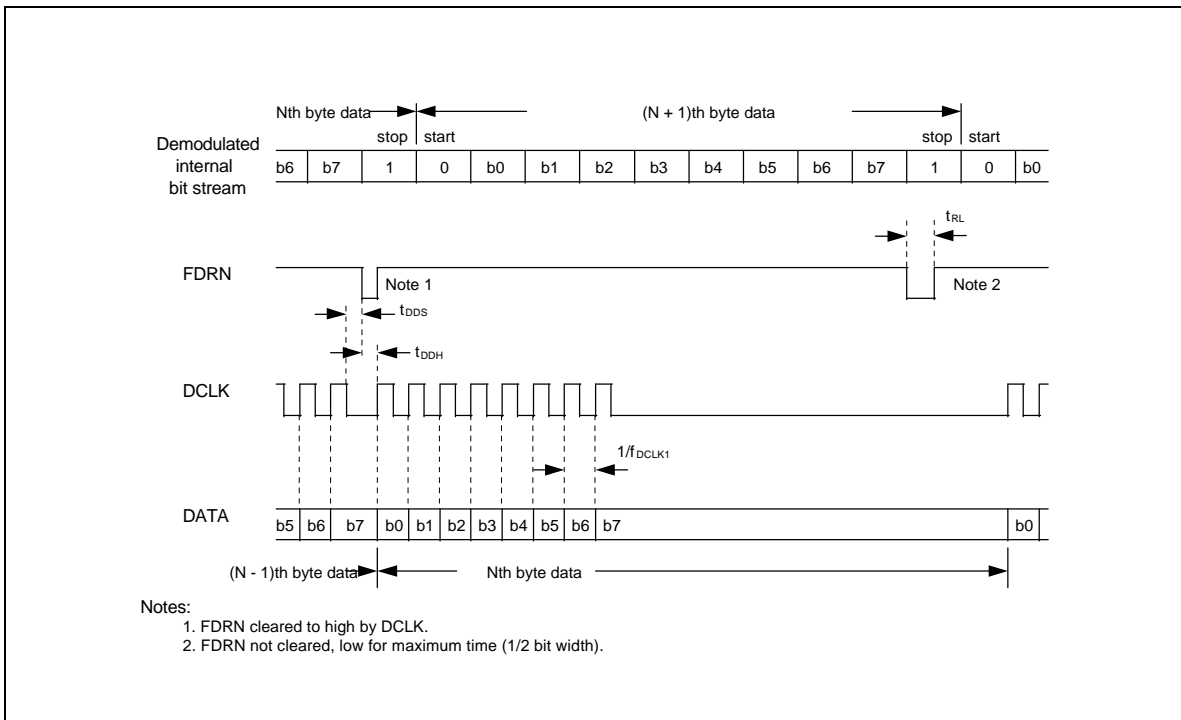 Nth byte data (N + 1)th byte data
stop start stop start
Demodulated
internal
bit stream
b6 b7 1 0 b0 b1 b2 b3 b4 b5 b6 b7 1 0 b0
tRL
FDRN
Note 1 Note 2
tDDS
tDDH
DCLK
1/fDCLK1
DATA
b5 b6 b7 b0 b1 b2 b3 b4 b5 b6 b7 b0
(N - 1)th byte data Nth byte data
Notes:
1. FDRN cleared to high by DCLK.
2. FDRN not cleared, low for maximum time (1/2 bit width).